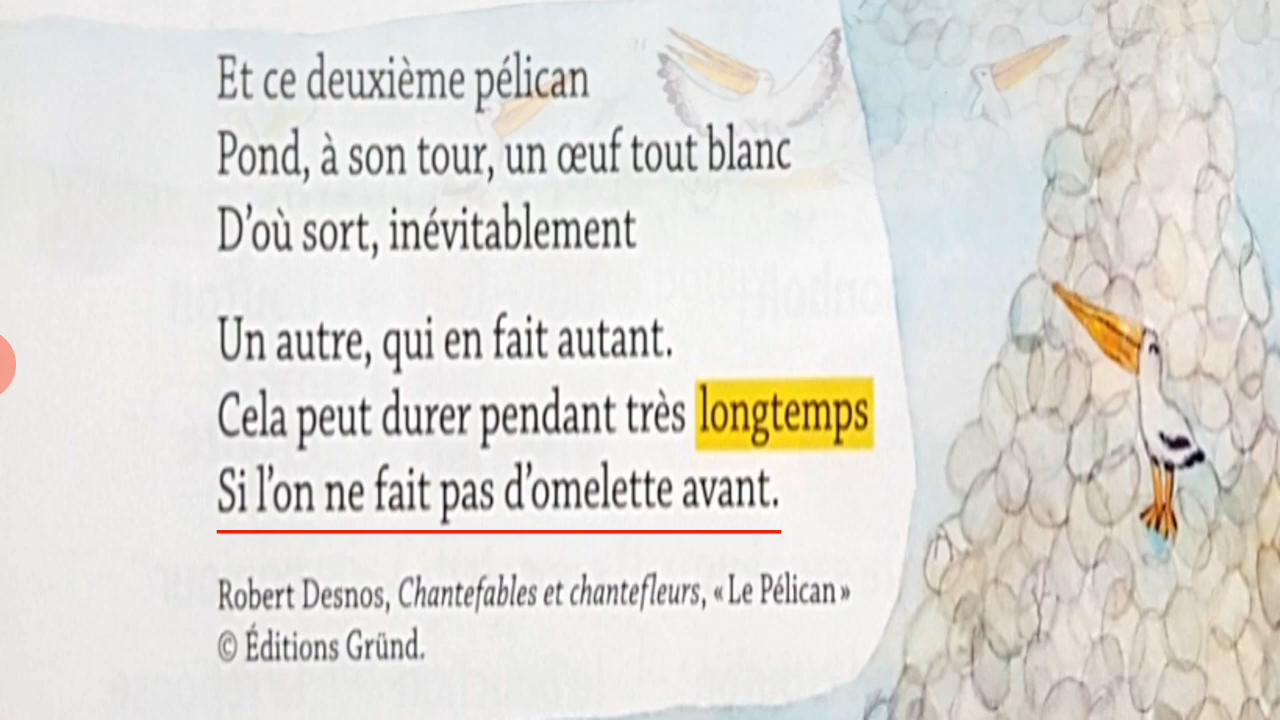 Et ce deuxième pélican
Pond, à son tour, un œuf tout blanc
D'où sort, inévitablement
Un autre, qui en fait autant.
Cela peut durer pendant très longtemps
Si l'on ne fait pas d'omelette avant.
Robert Desnos, Chantefables et chantefleurs, « Le Pélican »
© Éditions Gründ.